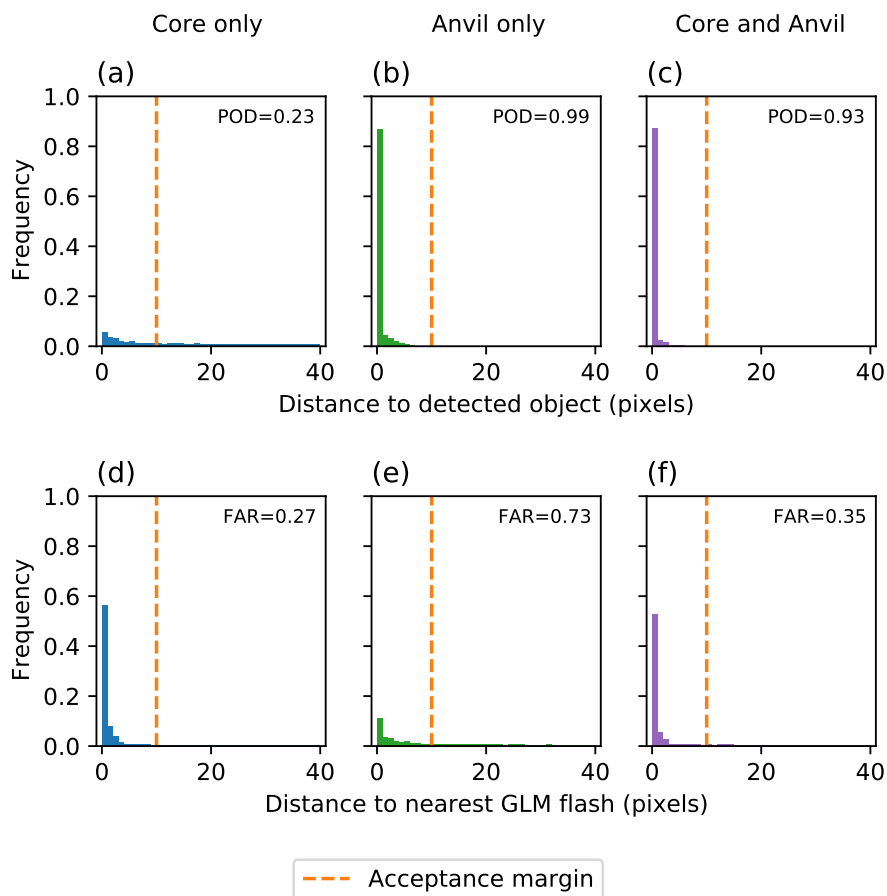 Core only Anvil only Core and Anvil
(a) (b) (c)
POD=0.23 POD=0.99 POD=0.93
Frequency
1.0
0.8
0.6
0.4
0.2
0.0
0 20 40 0 20 40 0 20 40
Distance to detected object (pixels)
(d) (e) (f)
FAR=0.27 FAR=0.73 FAR=0.35
Frequency
1.0
0.8
0.6
0.4
0.2
0.0
0 20 40 0 20 40 0 20 40
Distance to nearest GLM flash (pixels)
Acceptance margin